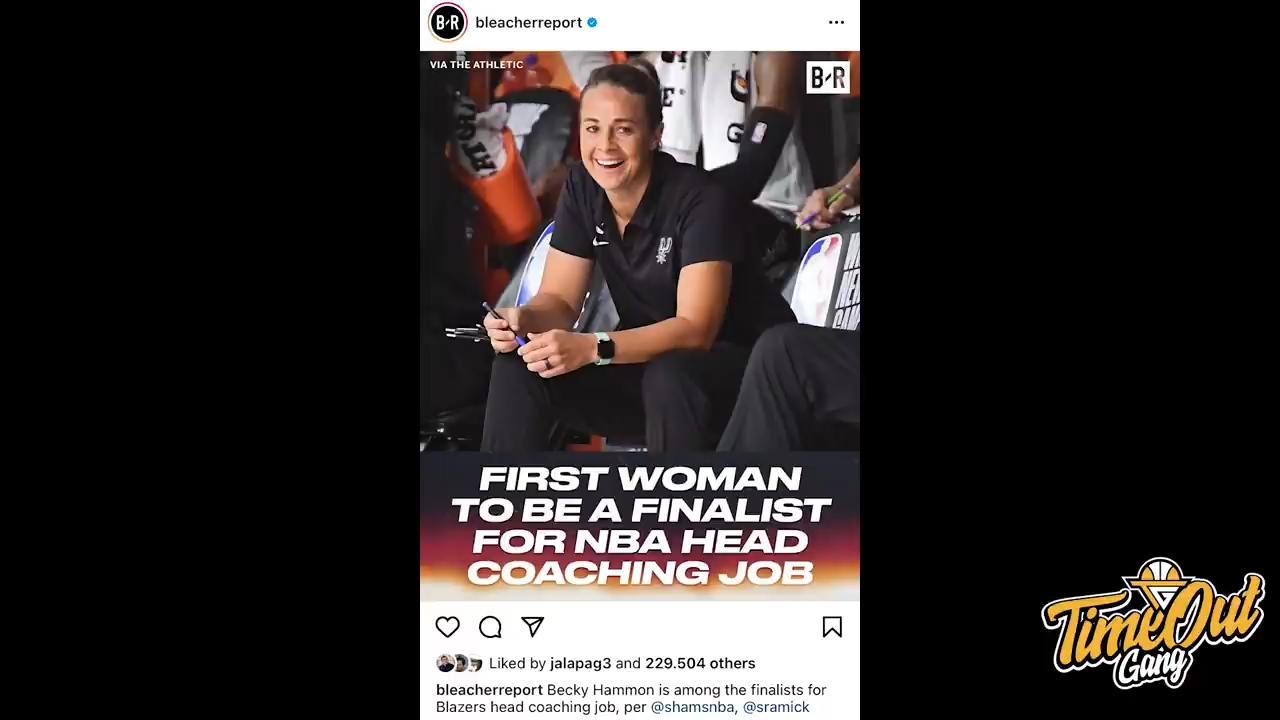 B/R
bleacherreport
VIA THE ATHLETIC
B/R
FIRST WOMAN
TO BE A FINALIST
FOR NBA HEAD
COACHING JOB
Liked by jalapag3 and 229.504 others
bleacherreport Becky Hammon is among the finalists for
Blazers head coaching job, per @shamsnba, @sramick
TimeOut
Gang